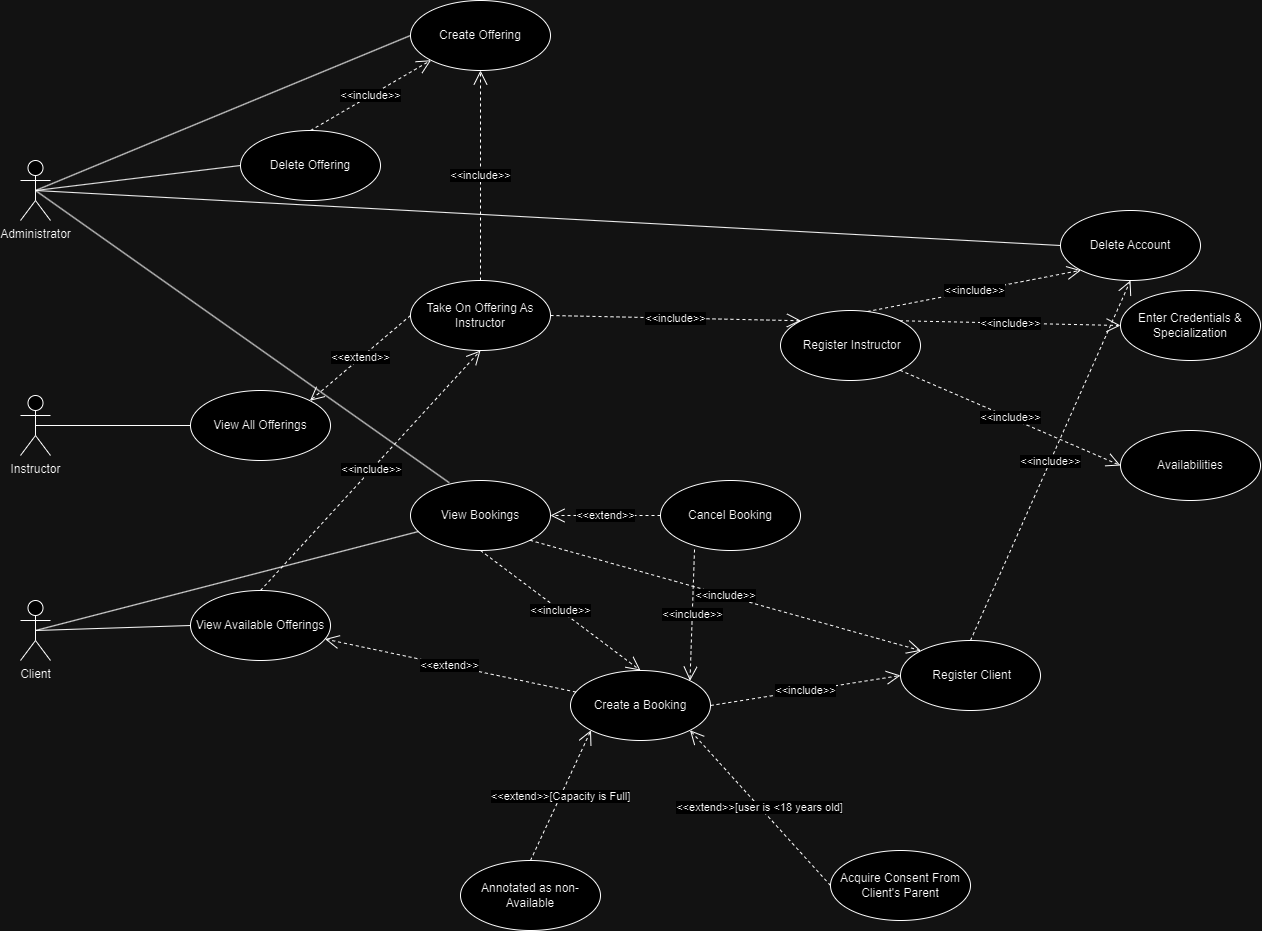 Create Offering
<<include>>
Delete Offering
<<include>>
Administrator
Delete Account
<<include>>
Take On Offering As
Instructor
<<include>>
<<include>>
Enter Credentials &
Specialization
Register Instructor
<<extend>>
<<include>>
View All Offerings
Instructor
<<include>>
<<include>>
Availabilities
View Bookings
<<extend>>
Cancel Booking
<<include>>
<<include>>
<<include>>
View Available Offerings
Client
<<extend>>
Register Client
<<include>>
Create a Booking
<<extend>>[Capacity is Full]
<<extend>>[user is <18 years old]
Annotated as non-
Available
Acquire Consent From
Client's Parent